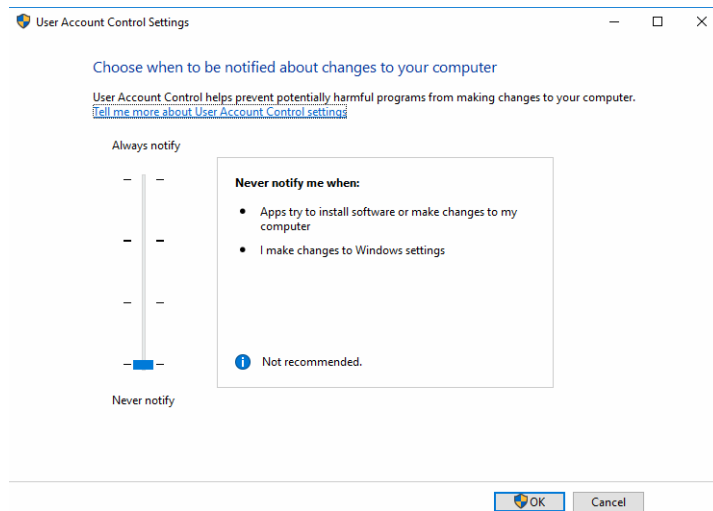 User Account Control Settings
Choose when to be notified about changes to your computer
User Account Control helps prevent potentially harmful programs from making changes to your computer.
Tell me more about User Account Control settings
Always notify
Never notify me when:
• Apps try to install software or make changes to my
computer
• I make changes to Windows settings
Not recommended.
Never notify
OK Cancel